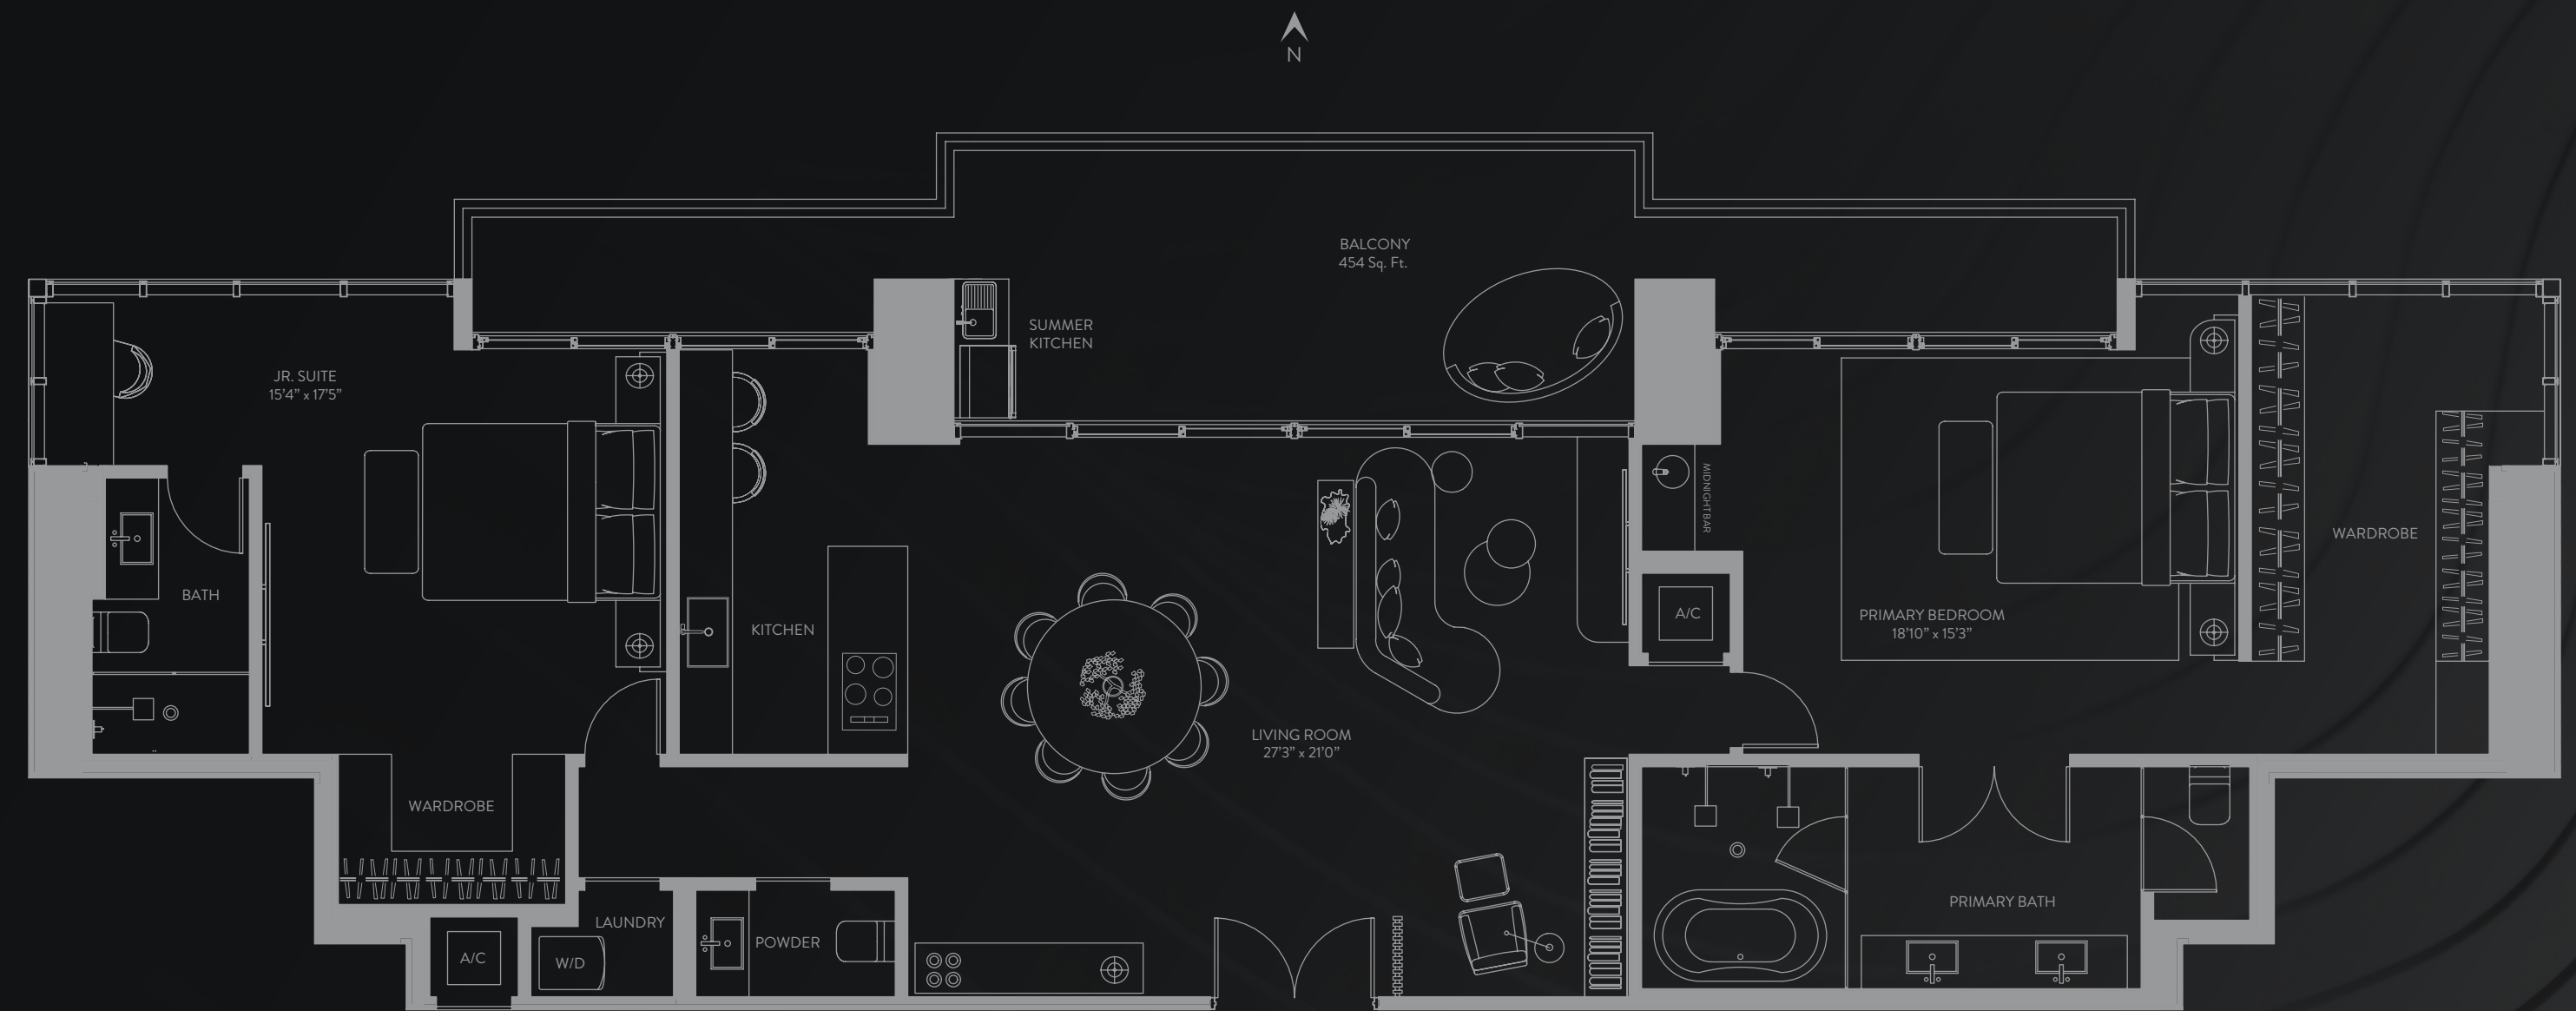 N
BALCONY
454 Sq. Ft.
SUMMER
KITCHEN
JR. SUITE
15'4" x 17'5"
MIDNIGHT BAR
WARDROBE
BATH
A/C
PRIMARY BEDROOM
18'10" x 15'3"
KITCHEN
LIVING ROOM
27'3" x 21'0"
WARDROBE
PRIMARY BATH
LAUNDRY
POWDER
A/C
W/D